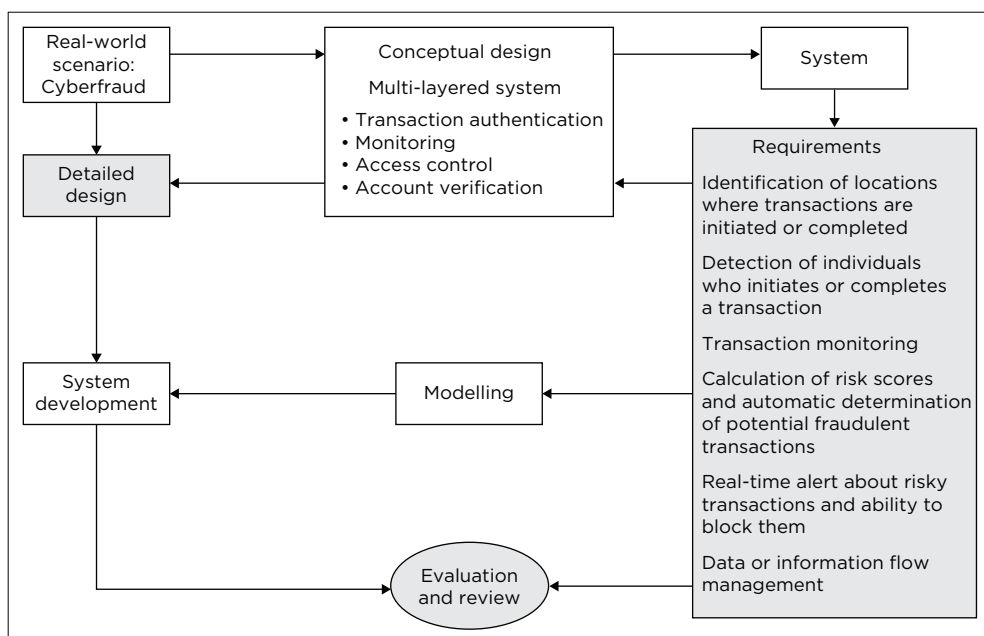 Real-world
scenario:
Cyberfraud
Conceptual design
Multi-layered system
• Transaction authentication
• Monitoring
• Access control
• Account verification
System
Detailed
design
Requirements
Identification of locations
where transactions are
initiated or completed
Detection of individuals
who initiates or completes
a transaction
Transaction monitoring
Calculation of risk scores
and automatic determination
of potential fraudulent
transactions
Real-time alert about risky
transactions and ability to
block them
Data or information flow
management
System
development
Modelling
Evaluation
and review